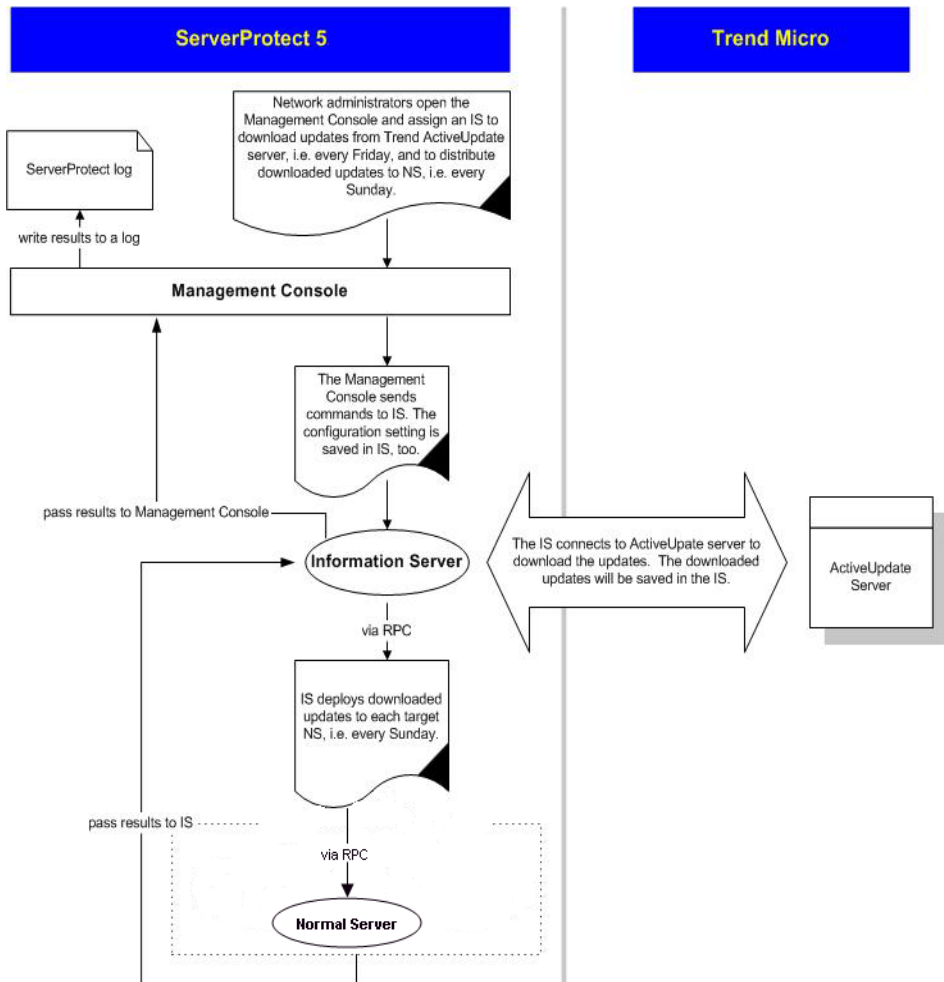 ServerProtect 5
Trend Micro
Network administrators open the
Management Console and assign an IS to
download updates from Trend ActiveUpdate
server, i.e. every Friday, and to distribute
downloaded updates to NS, i.e. every
Sunday.
ServerProtect log
write results to a log
Management Console
The Management
Console sends
commands to IS. The
configuration setting is
saved in IS, too.
pass results to Management Console
Information Server
The IS connects to ActiveUpate server to
download the updates. The downloaded
updates will be saved in the IS.
ActiveUpdate
Server
via RPC
IS deploys downloaded
updates to each target
NS, i.e. every Sunday.
pass results to IS
via RPC
Normal Server